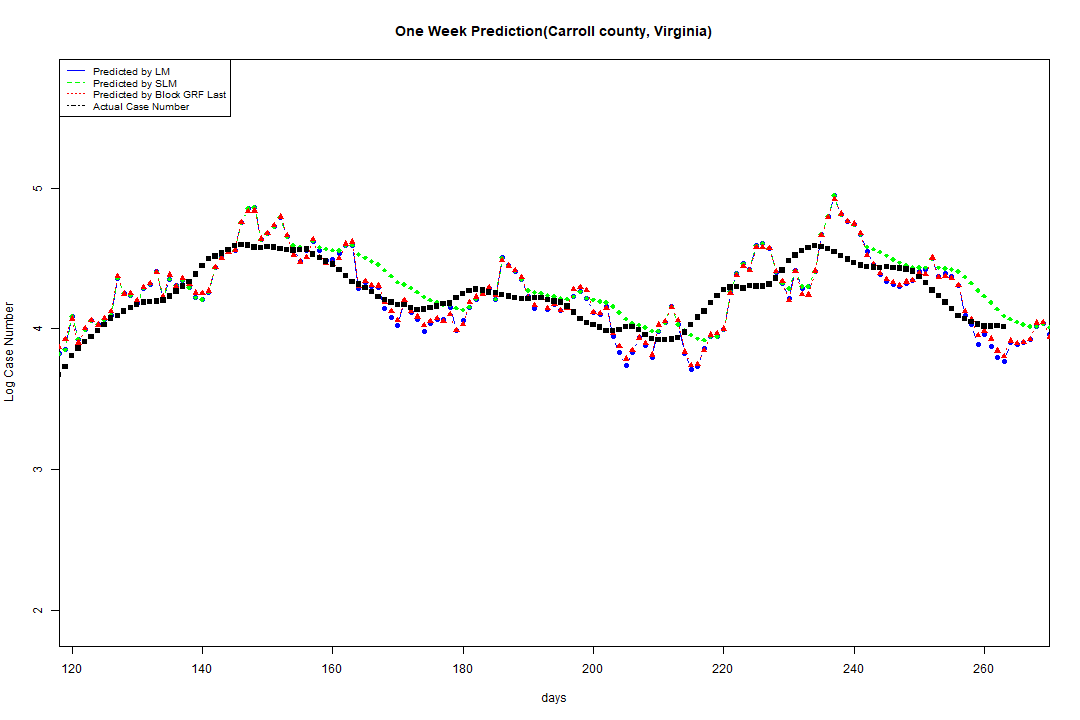 One Week Prediction(Carroll county, Virginia)
Predicted by LM
Predicted by SLM
Predicted by Block GRF Last
Actual Case Number
5
4
3
2
Log Case Number
120 140 160 180 200 220 240 260
days